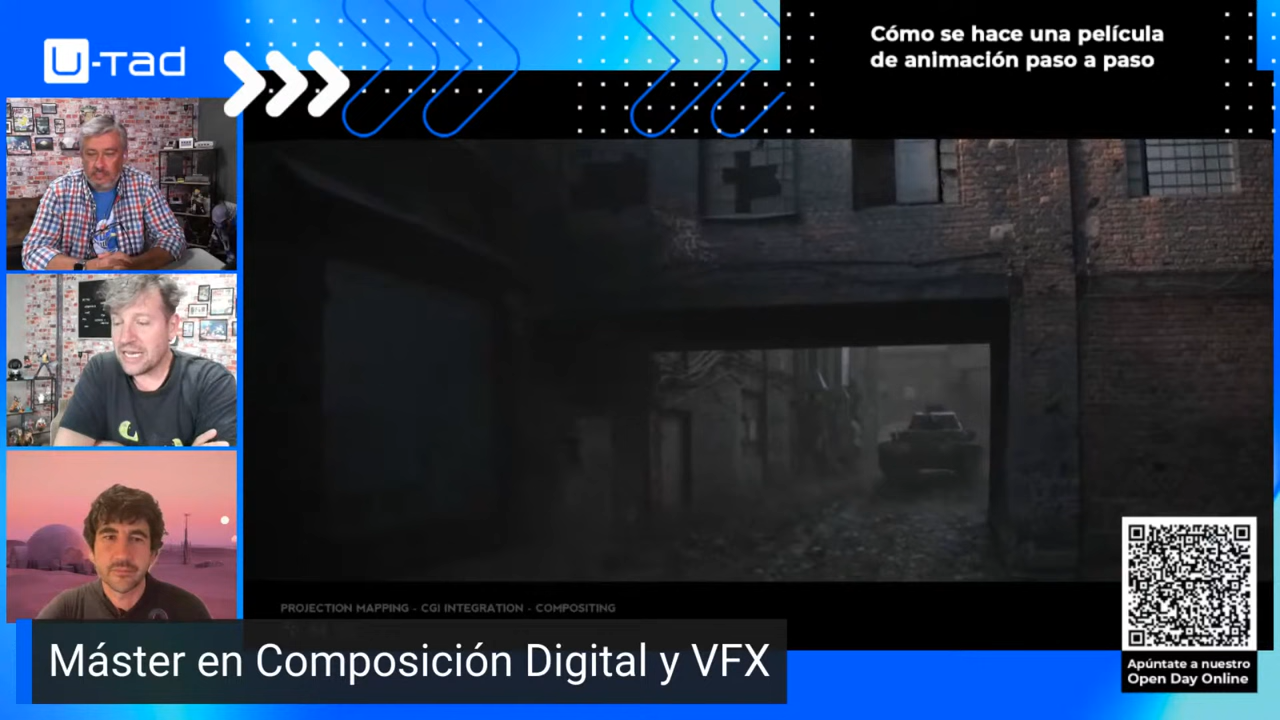 U-Tad
Cómo se hace una película
de animación paso a paso
PROJECTION MAPPING - CGI INTEGRATION - COMPOSITING
Máster en Composición Digital y VFX
Apúntate a nuestro
Open Day Online